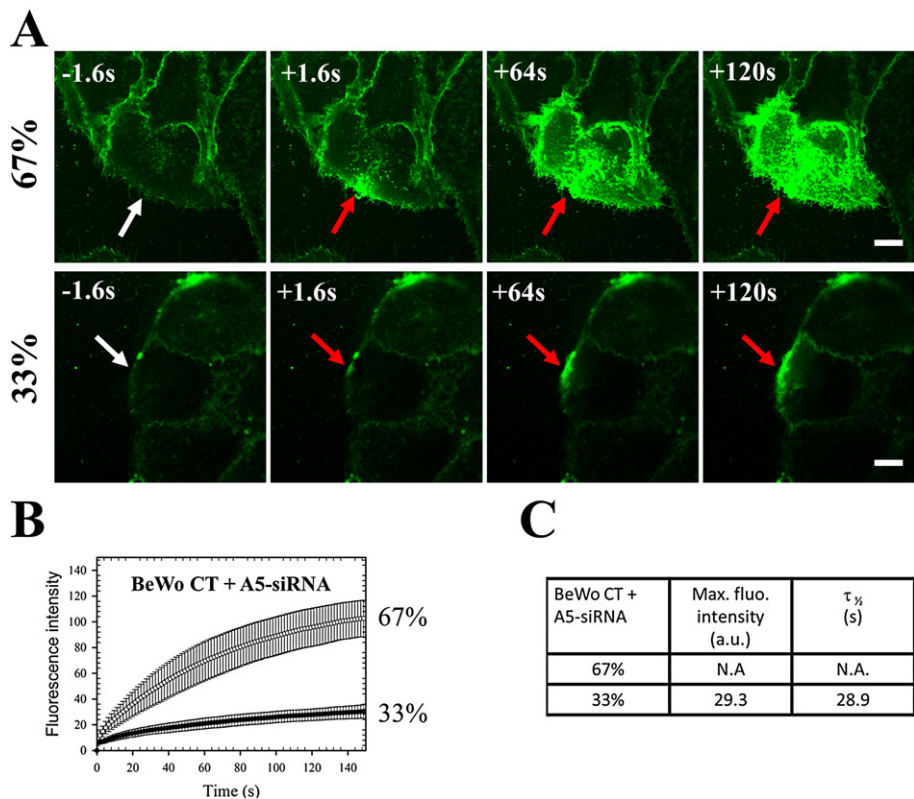 A
67%
-1.6s +1.6s +64s +120s
33%
-1.6s +1.6s +64s +120s
B
BeWo CT + A5-siRNA
Fluorescence intensity
140
120
100
80
60
40
20
0
67%
33%
0 20 40 60 80 100 120 140
Time (s)
C
BeWo CT + A5-siRNA Max. fluo. intensity (a.u.) τ ½ (s)
67% N.A N.A.
33% 29.3 28.9